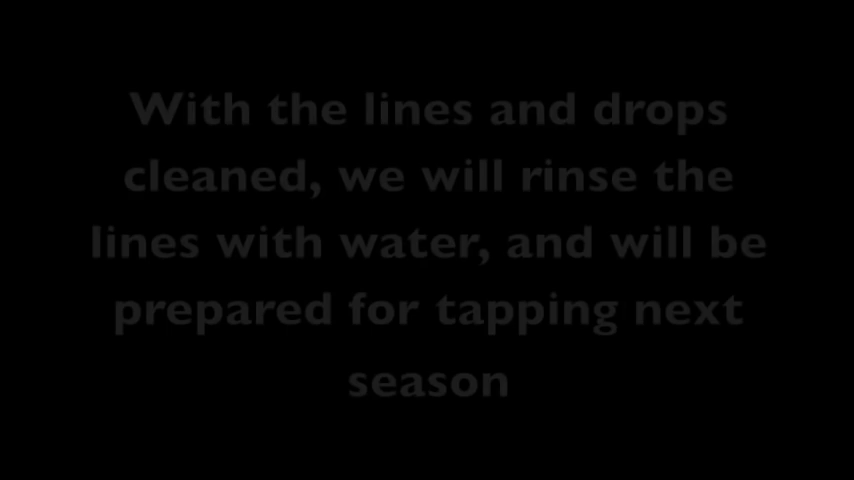 With the lines and drops
cleaned, we will rinse the
lines with water, and will be
prepared for tapping next
season